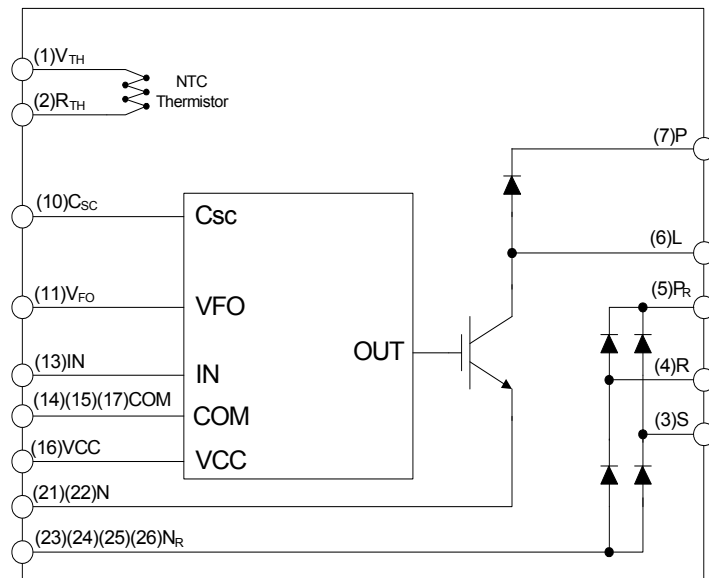 (1)VTH
NTC
Thermistor
(2)RTH
(7)P
(10)CSC
Csc
(6)L
(5)PR
(11)VFO
VFO
OUT
(13)IN
IN
(4)R
(14)(15)(17)COM
COM
(3)S
(16)VCC
VCC
(21)(22)N
(23)(24)(25)(26)NR